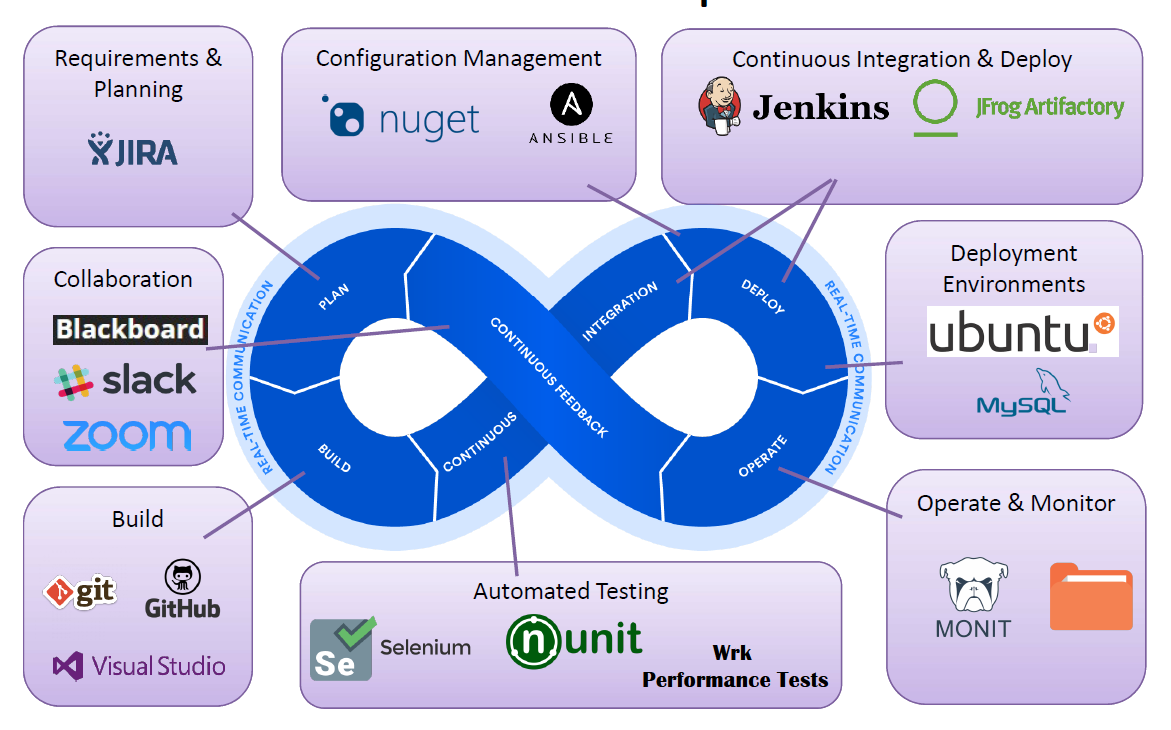 Requirements &
Planning
JIRA
Configuration Management
nuget
ANSIBLE
Continuous Integration & Deploy
Jenkins
JFrog Artifactory
Collaboration
Blackboard
slack
zoom
Deployment
Environments
ubuntu
MySQL
REAL-TIME COMMUNICATION
PLAN
CONTINUOUS FEEDBACK
INTEGRATION
DEPLOY
REAL-TIME COMMUNICATION
BUILD
CONTINUOUS
OPERATE
Build
git
GitHub
Visual Studio
Automated Testing
Se Selenium
nunit
Wrk
Performance Tests
Operate & Monitor
MONIT